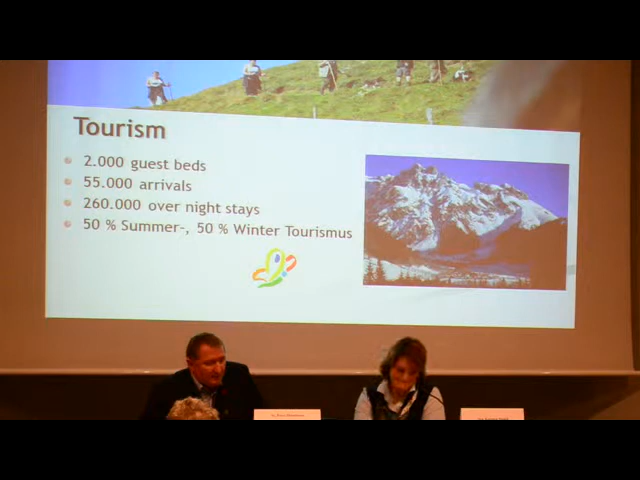 Tourism
2.000 guest beds
55.000 arrivals
260.000 over night stays
50 % Summer-, 50 % Winter Tourismus